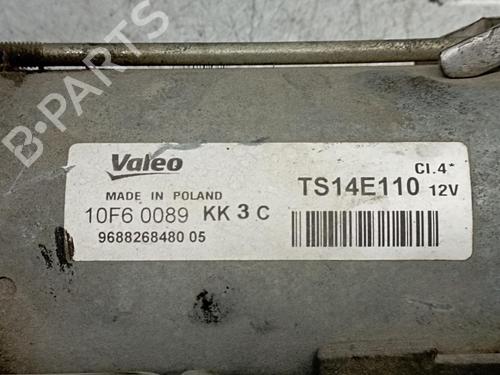 B-PARTS
Valeo
MADE IN POLAND
10F6 0089 KK 3 C
9688268480 05
Cl.4*
TS14E110 12V